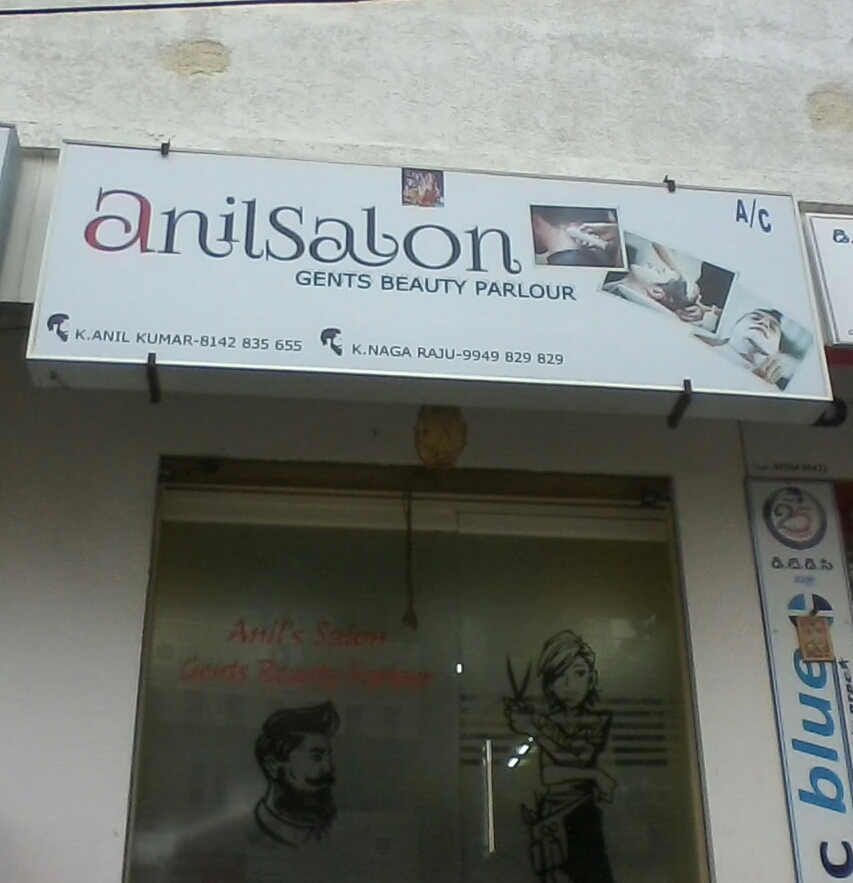 anilsalon
A/C
GENTS BEAUTY PARLOUR
K.ANIL KUMAR-8142 835 655
K.NAGA RAJU-9949 829 829
Anil's Salon
Gents Beauty Parlour
25
డి.డి.డి.సి
blue
C